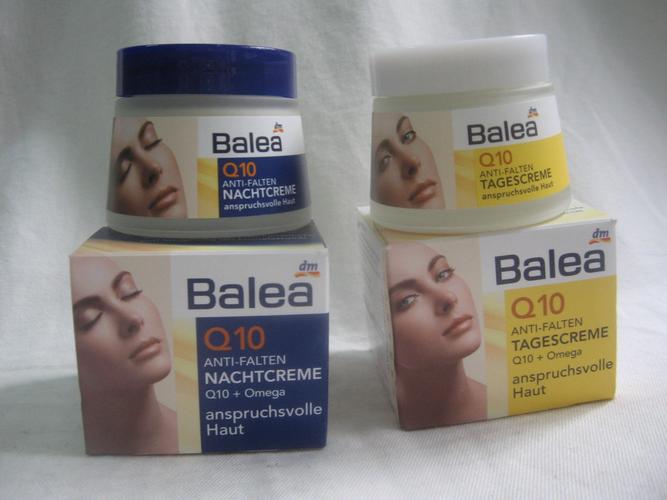 dm
Balea
Q10
ANTI-FALTEN
NACHTCREME
anspruchsvolle Haut
dm
Balea
Q10
ANTI-FALTEN
NACHTCREME
Q10 + Omega
anspruchsvolle
Haut
dm
Balea
Q10
ANTI-FALTEN
TAGESCREME
anspruchsvolle Haut
dm
Balea
Q10
ANTI-FALTEN
TAGESCREME
Q10 + Omega
anspruchsvolle
Haut